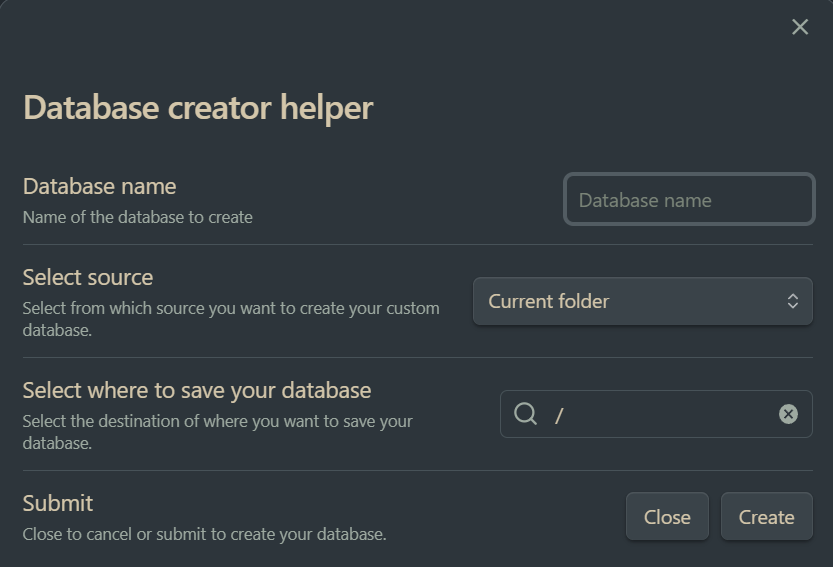 Database creator helper
Database name
Name of the database to create
Database name
Select source
Select from which source you want to create your custom
database.
Current folder
Select where to save your database
Select the destination of where you want to save your
database.
/
Submit
Close to cancel or submit to create your database.
Close
Create